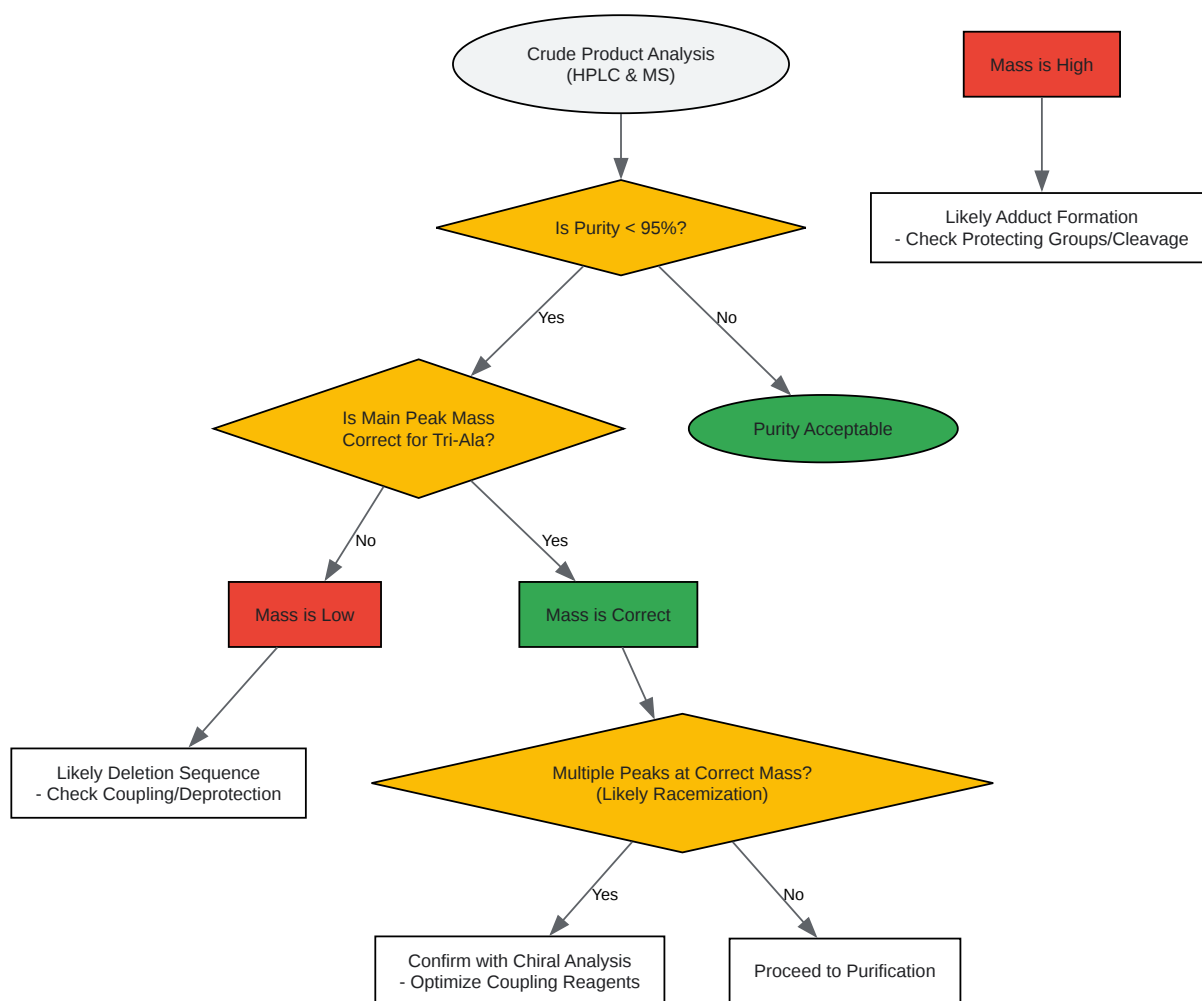 Crude Product Analysis
(HPLC & MS)
Mass is High
Likely Adduct Formation
- Check Protecting Groups/Cleavage
Is Purity < 95%?
Yes
No
Is Main Peak Mass
Correct for Tri-Ala?
Purity Acceptable
No
Yes
Mass is Low
Mass is Correct
Likely Deletion Sequence
- Check Coupling/Deprotection
Multiple Peaks at Correct Mass?
(Likely Racemization)
Yes
No
Confirm with Chiral Analysis
- Optimize Coupling Reagents
Proceed to Purification